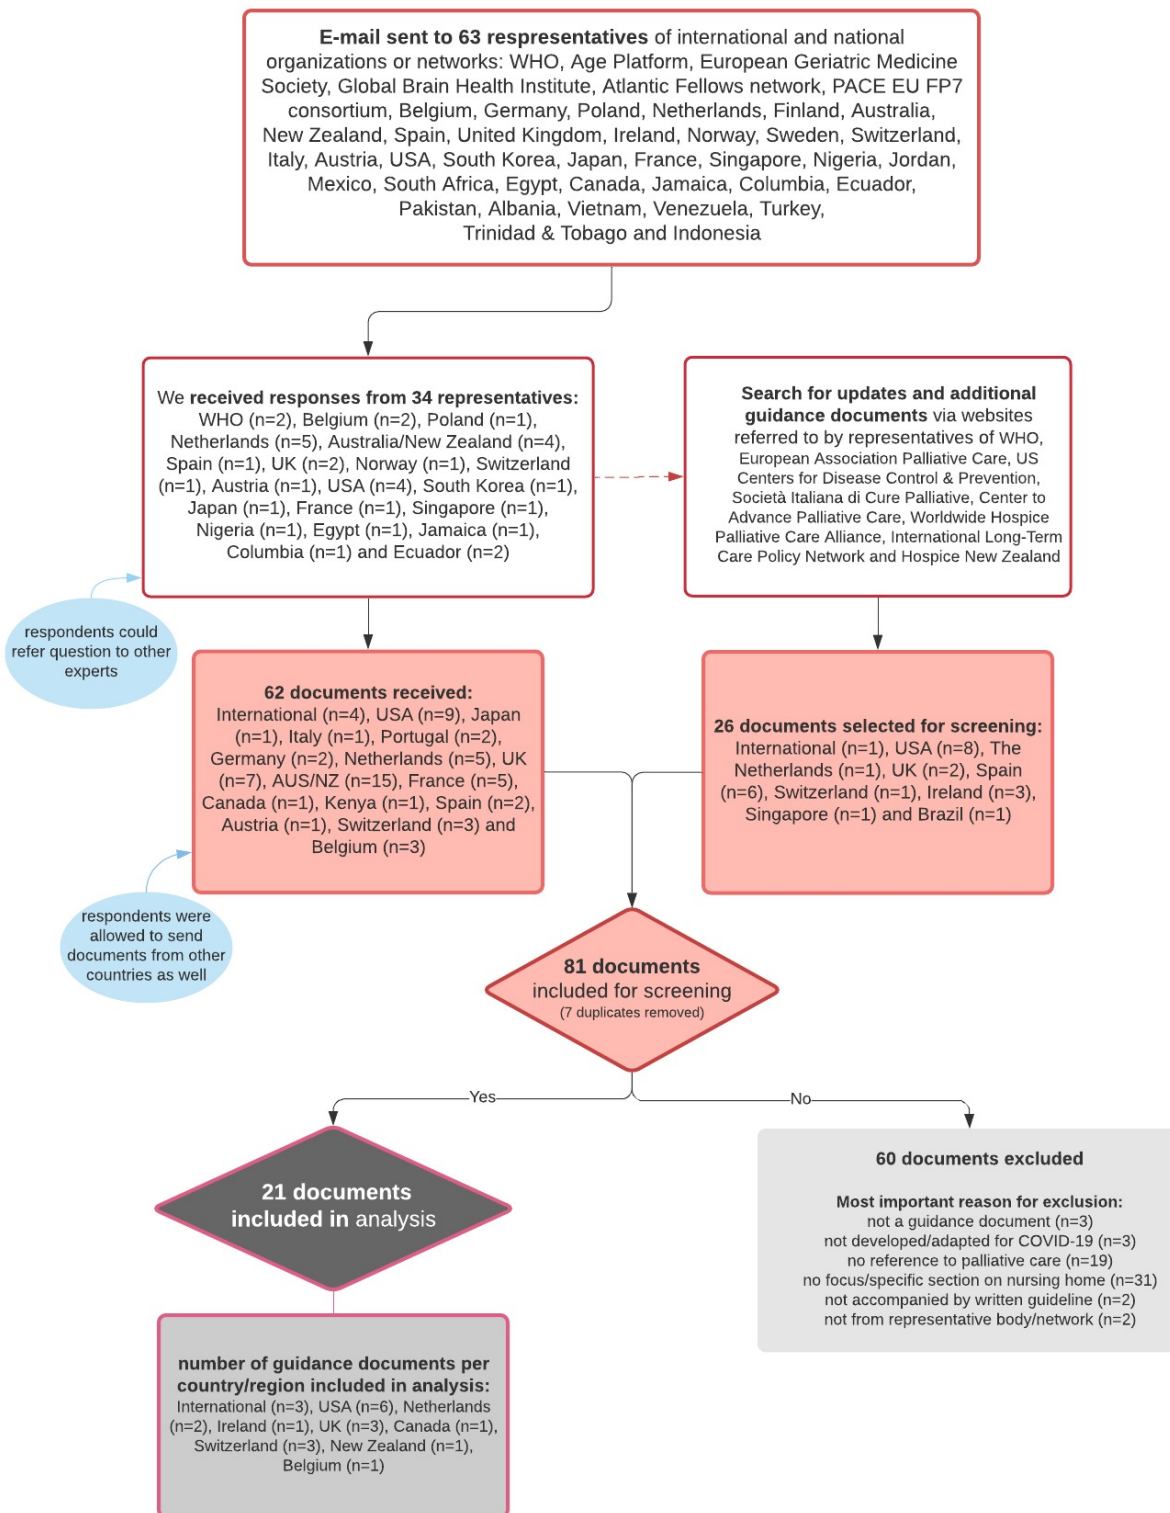 E-mail sent to 63 respresentatives of international and national
organizations or networks: WHO, Age Platform, European Geriatric Medicine
Society, Global Brain Health Institute, Atlantic Fellows network, PACE EU FP7
consortium, Belgium, Germany, Poland, Netherlands, Finland, Australia,
New Zealand, Spain, United Kingdom, Ireland, Norway, Sweden, Switzerland,
Italy, Austria, USA, South Korea, Japan, France, Singapore, Nigeria, Jordan,
Mexico, South Africa, Egypt, Canada, Jamaica, Columbia, Ecuador,
Pakistan, Albania, Vietnam, Venezuela, Turkey,
Trinidad & Tobago and Indonesia
We received responses from 34 representatives:
WHO (n=2), Belgium (n=2), Poland (n=1),
Netherlands (n=5), Australia/New Zealand (n=4),
Spain (n=1), UK (n=2), Norway (n=1), Switzerland
(n=1), Austria (n=1), USA (n=4), South Korea (n=1),
Japan (n=1), France (n=1), Singapore (n=1),
Nigeria (n=1), Egypt (n=1), Jamaica (n=1),
Columbia (n=1) and Ecuador (n=2)
Search for updates and additional
guidance documents via websites
referred to by representatives of WHO,
European Association Palliative Care, US
Centers for Disease Control & Prevention,
Società Italiana di Cure Palliative, Center to
Advance Palliative Care, Worldwide Hospice
Palliative Care Alliance, International Long-Term
Care Policy Network and Hospice New Zealand
respondents could
refer question to other
experts
62 documents received:
International (n=4), USA (n=9), Japan
(n=1), Italy (n=1), Portugal (n=2),
Germany (n=2), Netherlands (n=5), UK
(n=7), AUS/NZ (n=15), France (n=5),
Canada (n=1), Kenya (n=1), Spain (n=2),
Austria (n=1), Switzerland (n=3) and
Belgium (n=3)
26 documents selected for screening:
International (n=1), USA (n=8), The
Netherlands (n=1), UK (n=2), Spain
(n=6), Switzerland (n=1), Ireland (n=3),
Singapore (n=1) and Brazil (n=1)
respondents were
allowed to send
documents from other
countries as well
81 documents
included for screening
(7 duplicates removed)
Yes
No
21 documents
included in analysis
60 documents excluded
Most important reason for exclusion:
not a guidance document (n=3)
not developed/adapted for COVID-19 (n=3)
no reference to palliative care (n=19)
no focus/specific section on nursing home (n=31)
not accompanied by written guideline (n=2)
not from representative body/network (n=2)
number of guidance documents per
country/region included in analysis:
International (n=3), USA (n=6), Netherlands
(n=2), Ireland (n=1), UK (n=3), Canada (n=1),
Switzerland (n=3), New Zealand (n=1),
Belgium (n=1)